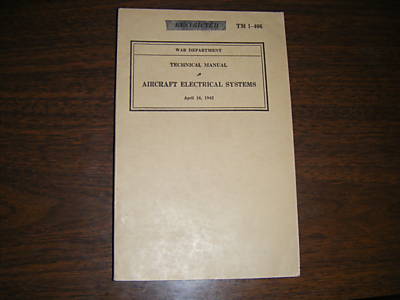 RESTRICTED
TM 1-406
WAR DEPARTMENT
TECHNICAL MANUAL
AIRCRAFT ELECTRICAL SYSTEMS
April 16, 1942